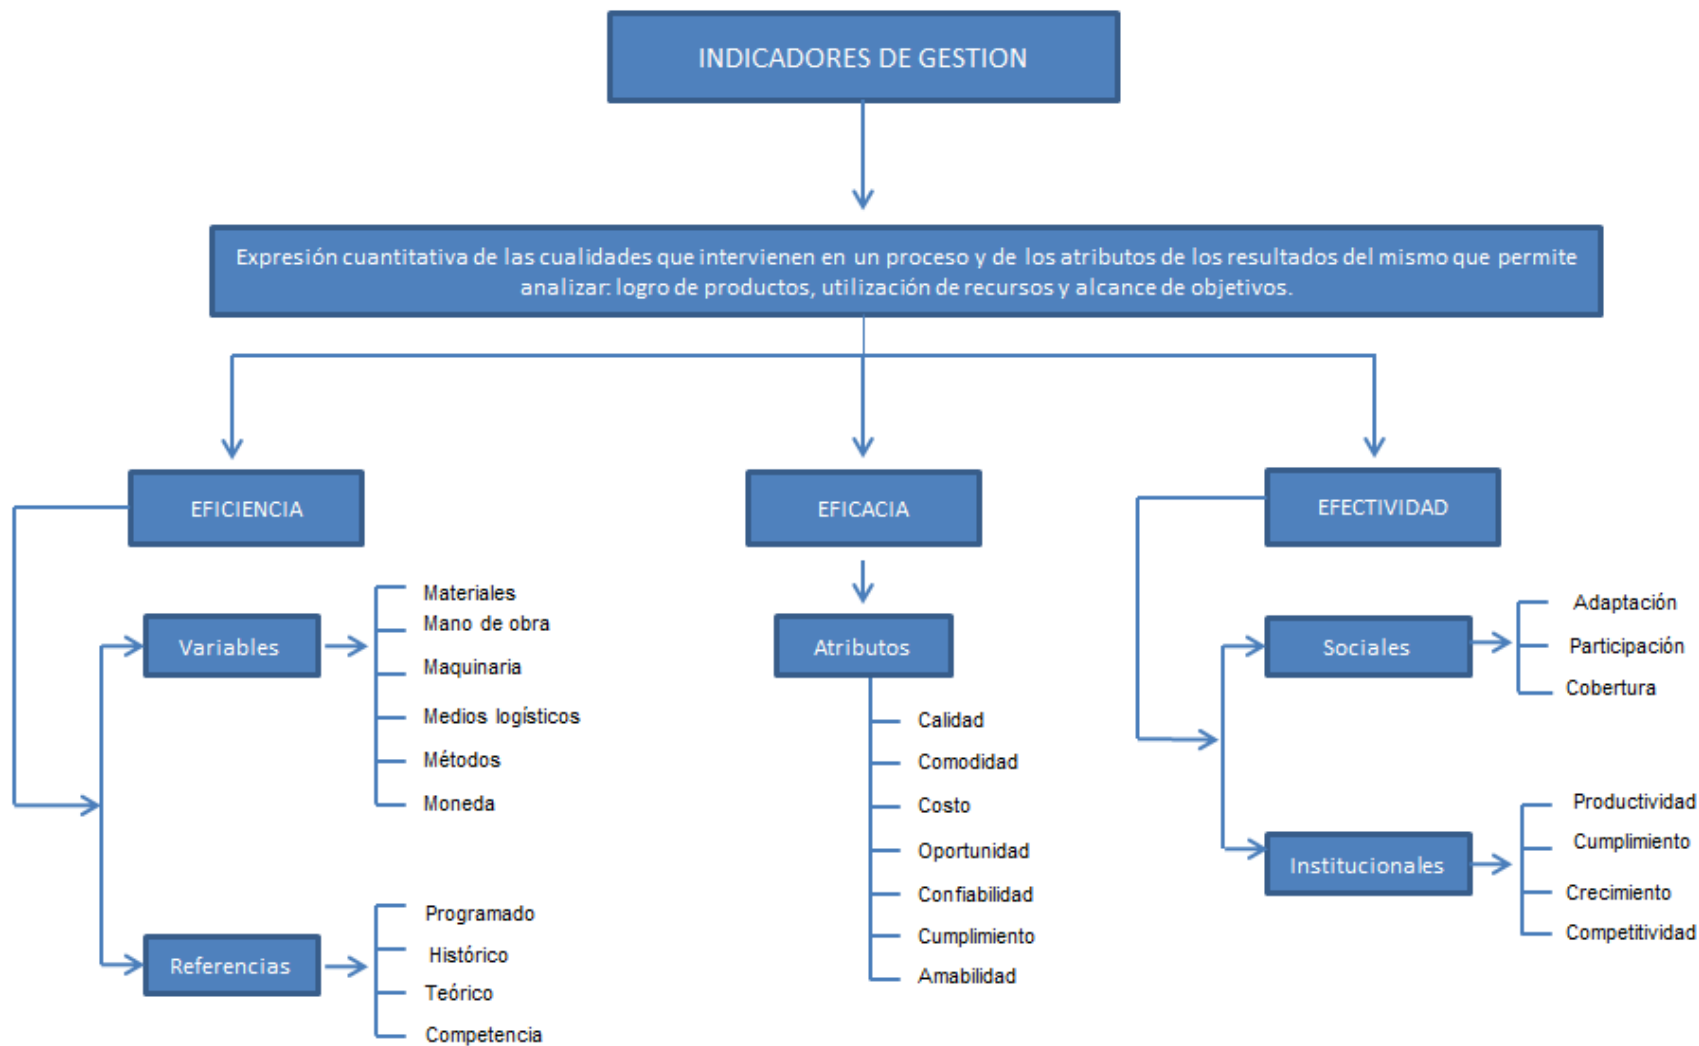 INDICADORES DE GESTION
Expresión cuantitativa de las cualidades que intervienen en un proceso y de los atributos de los resultados del mismo que permite
analizar: logro de productos, utilización de recursos y alcance de objetivos.
EFICIENCIA
Variables
Materiales
Mano de obra
Maquinaria
Medios logísticos
Métodos
Moneda
Referencias
Programado
Histórico
Teórico
Competencia
EFICACIA
Atributos
Calidad
Comodidad
Costo
Oportunidad
Confiabilidad
Cumplimiento
Amabilidad
EFECTIVIDAD
Sociales
Adaptación
Participación
Cobertura
Institucionales
Productividad
Cumplimiento
Crecimiento
Competitividad